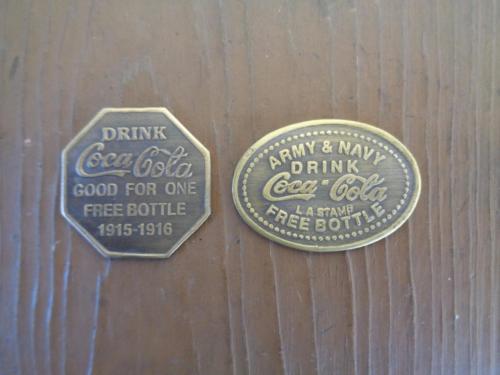 DRINK
Coca-Cola
GOOD FOR ONE
FREE BOTTLE
1915-1916
ARMY & NAVY
DRINK
Coca-Cola
L A STAMP
FREE BOTTLE